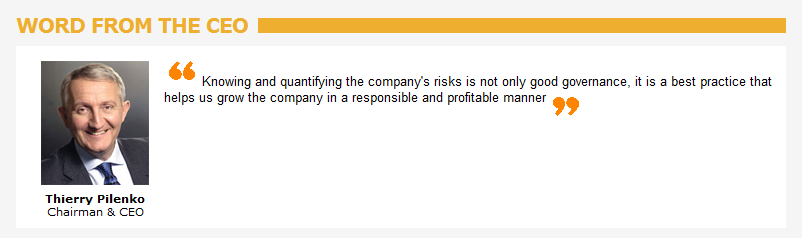 WORD FROM THE CEO
“ Knowing and quantifying the company's risks is not only good governance, it is a best practice that
helps us grow the company in a responsible and profitable manner ”
Thierry Pilenko
Chairman & CEO